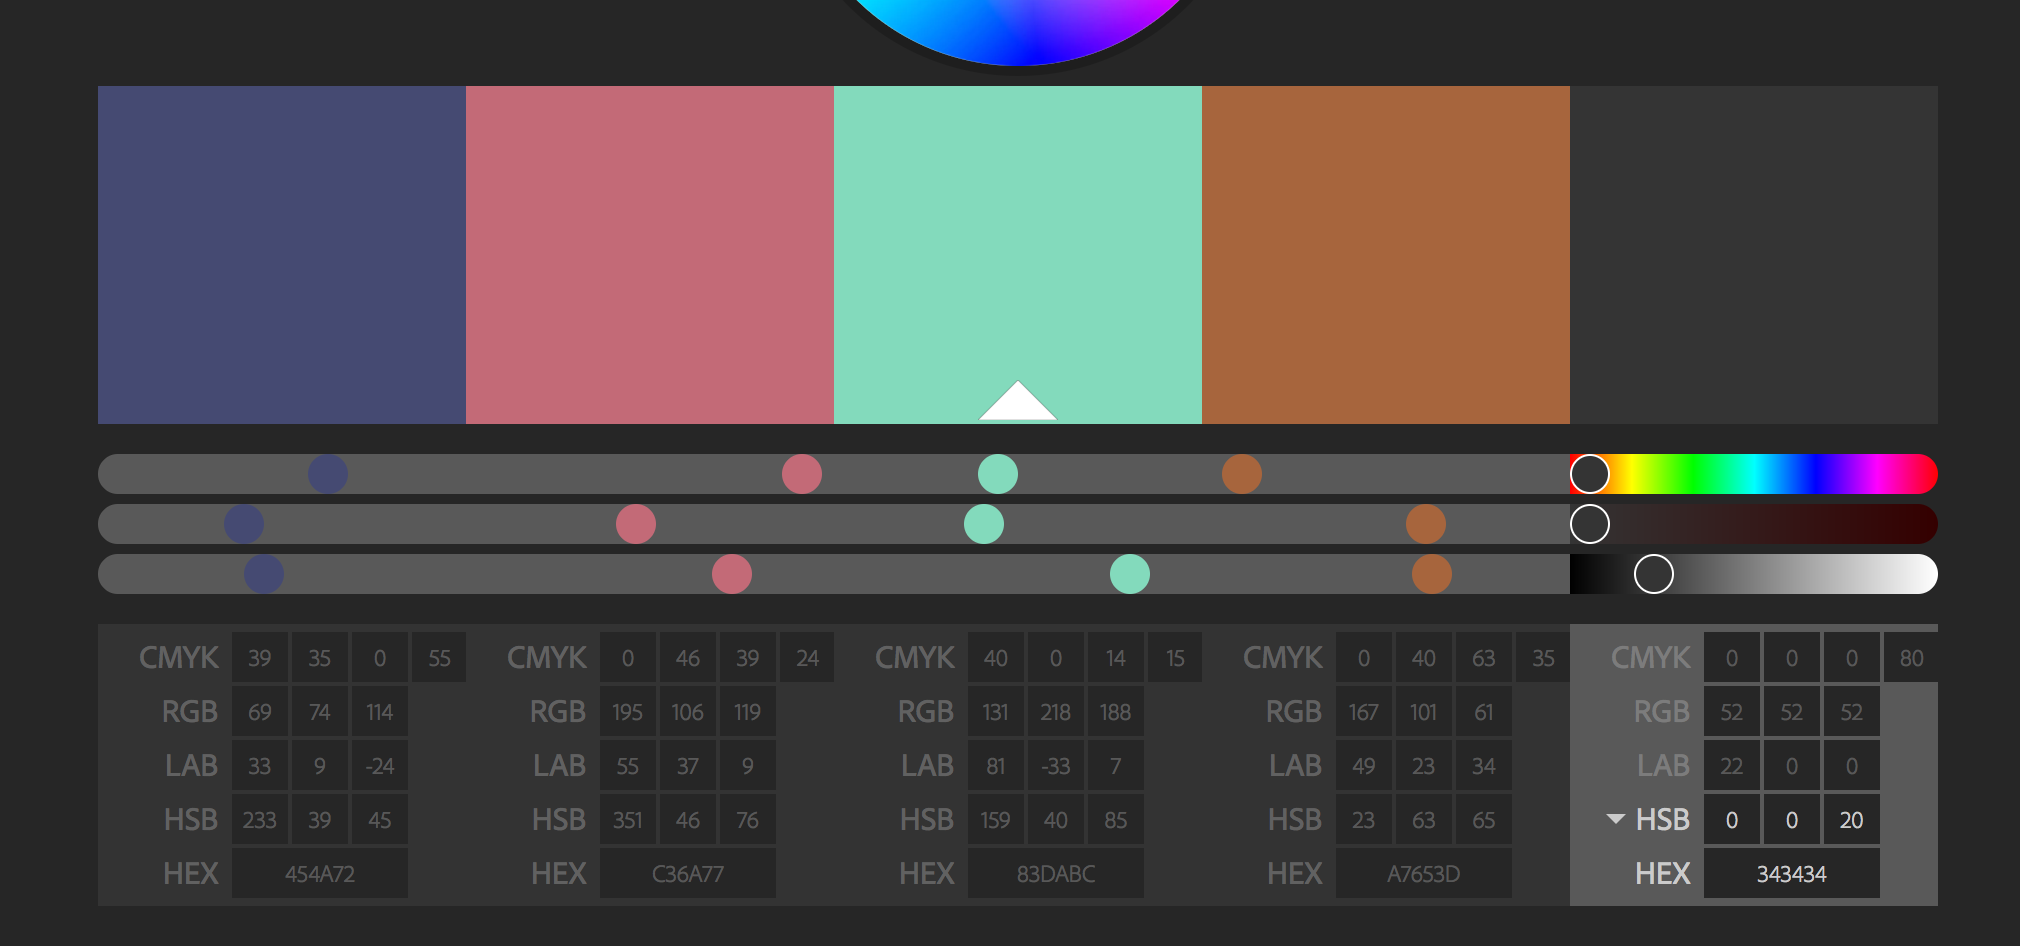 CMYK 39 35 0 55 CMYK 0 46 39 24 CMYK 40 0 14 15 CMYK 0 40 63 35 CMYK 0 0 0 80
RGB 69 74 114 RGB 195 106 119 RGB 131 218 188 RGB 167 101 61 RGB 52 52 52
LAB 33 9 -24 LAB 55 37 9 LAB 81 -33 7 LAB 49 23 34 LAB 22 0 0
HSB 233 39 45 HSB 351 46 76 HSB 159 40 85 HSB 23 63 65 HSB 0 0 20
HEX 454A72 HEX C36A77 HEX 83DABC HEX A7653D HEX 343434